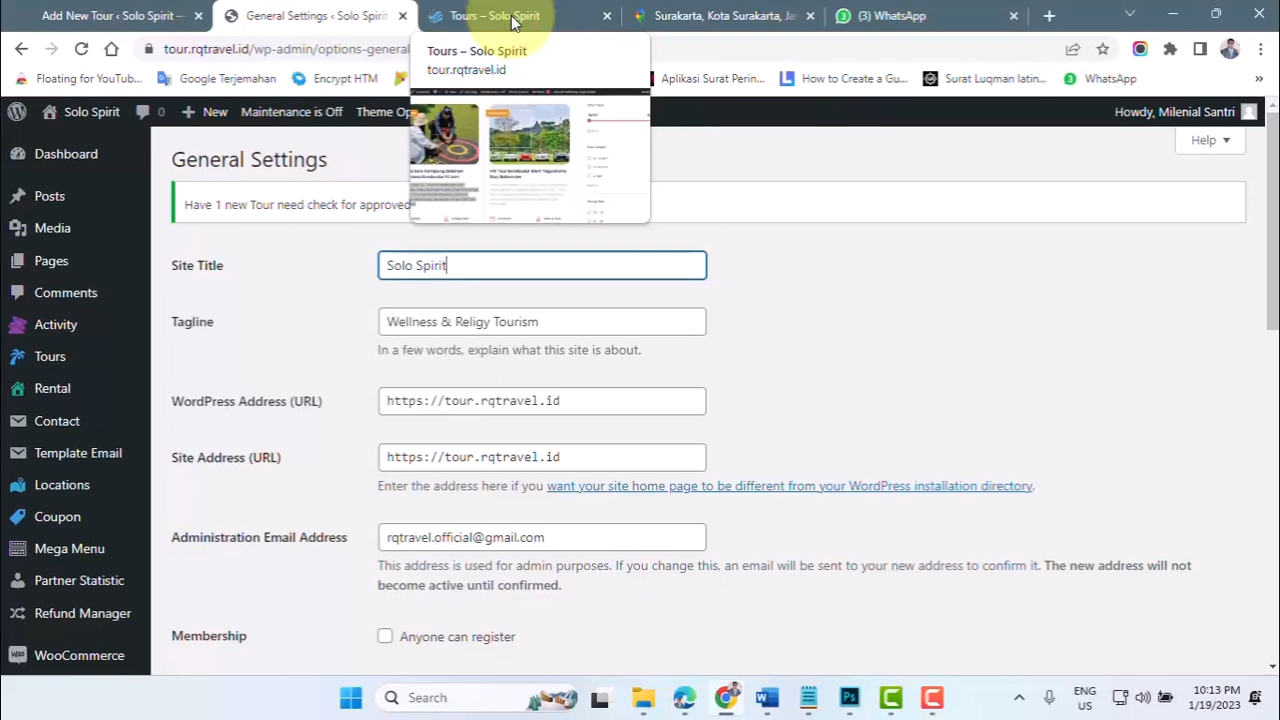 Add New Tour ‹ Solo Spirit —
General Settings ‹ Solo Spirit
Tours – Solo Spirit
Surakarta, Kota Surakarta, Ja
(3) WhatsApp
tour.rqtravel.id/wp-admin/options-general
Tours – Solo Spirit
tour.rqtravel.id
Floating for YouTub...
Google Terjemahan
Encrypt HTM
Aplikasi Surat Perin...
How to Create a Gu...
Surat Luqman Islam...
WhatsApp
Solo Spirit
New
Maintenance is Off
Theme Op
Howdy, Milenial Santri
Dashboard
Posts
Media
Pages
Comments
Activity
Tours
Rental
Contact
Template Email
Locations
Coupon
Mega Menu
Partner Statistic
Refund Manager
WooCommerce
General Settings
Help
Have 1 new Tour need check for approved
Site Title
Solo Spirit
Tagline
Wellness & Religy Tourism
In a few words, explain what this site is about.
WordPress Address (URL)
https://tour.rqtravel.id
Site Address (URL)
https://tour.rqtravel.id
Enter the address here if you want your site home page to be different from your WordPress installation directory.
Administration Email Address
rqtravel.official@gmail.com
This address is used for admin purposes. If you change this, an email will be sent to your new address to confirm it. The new address will not
become active until confirmed.
Membership
Anyone can register
Search
ENG
US
10:13 PM
1/19/2023